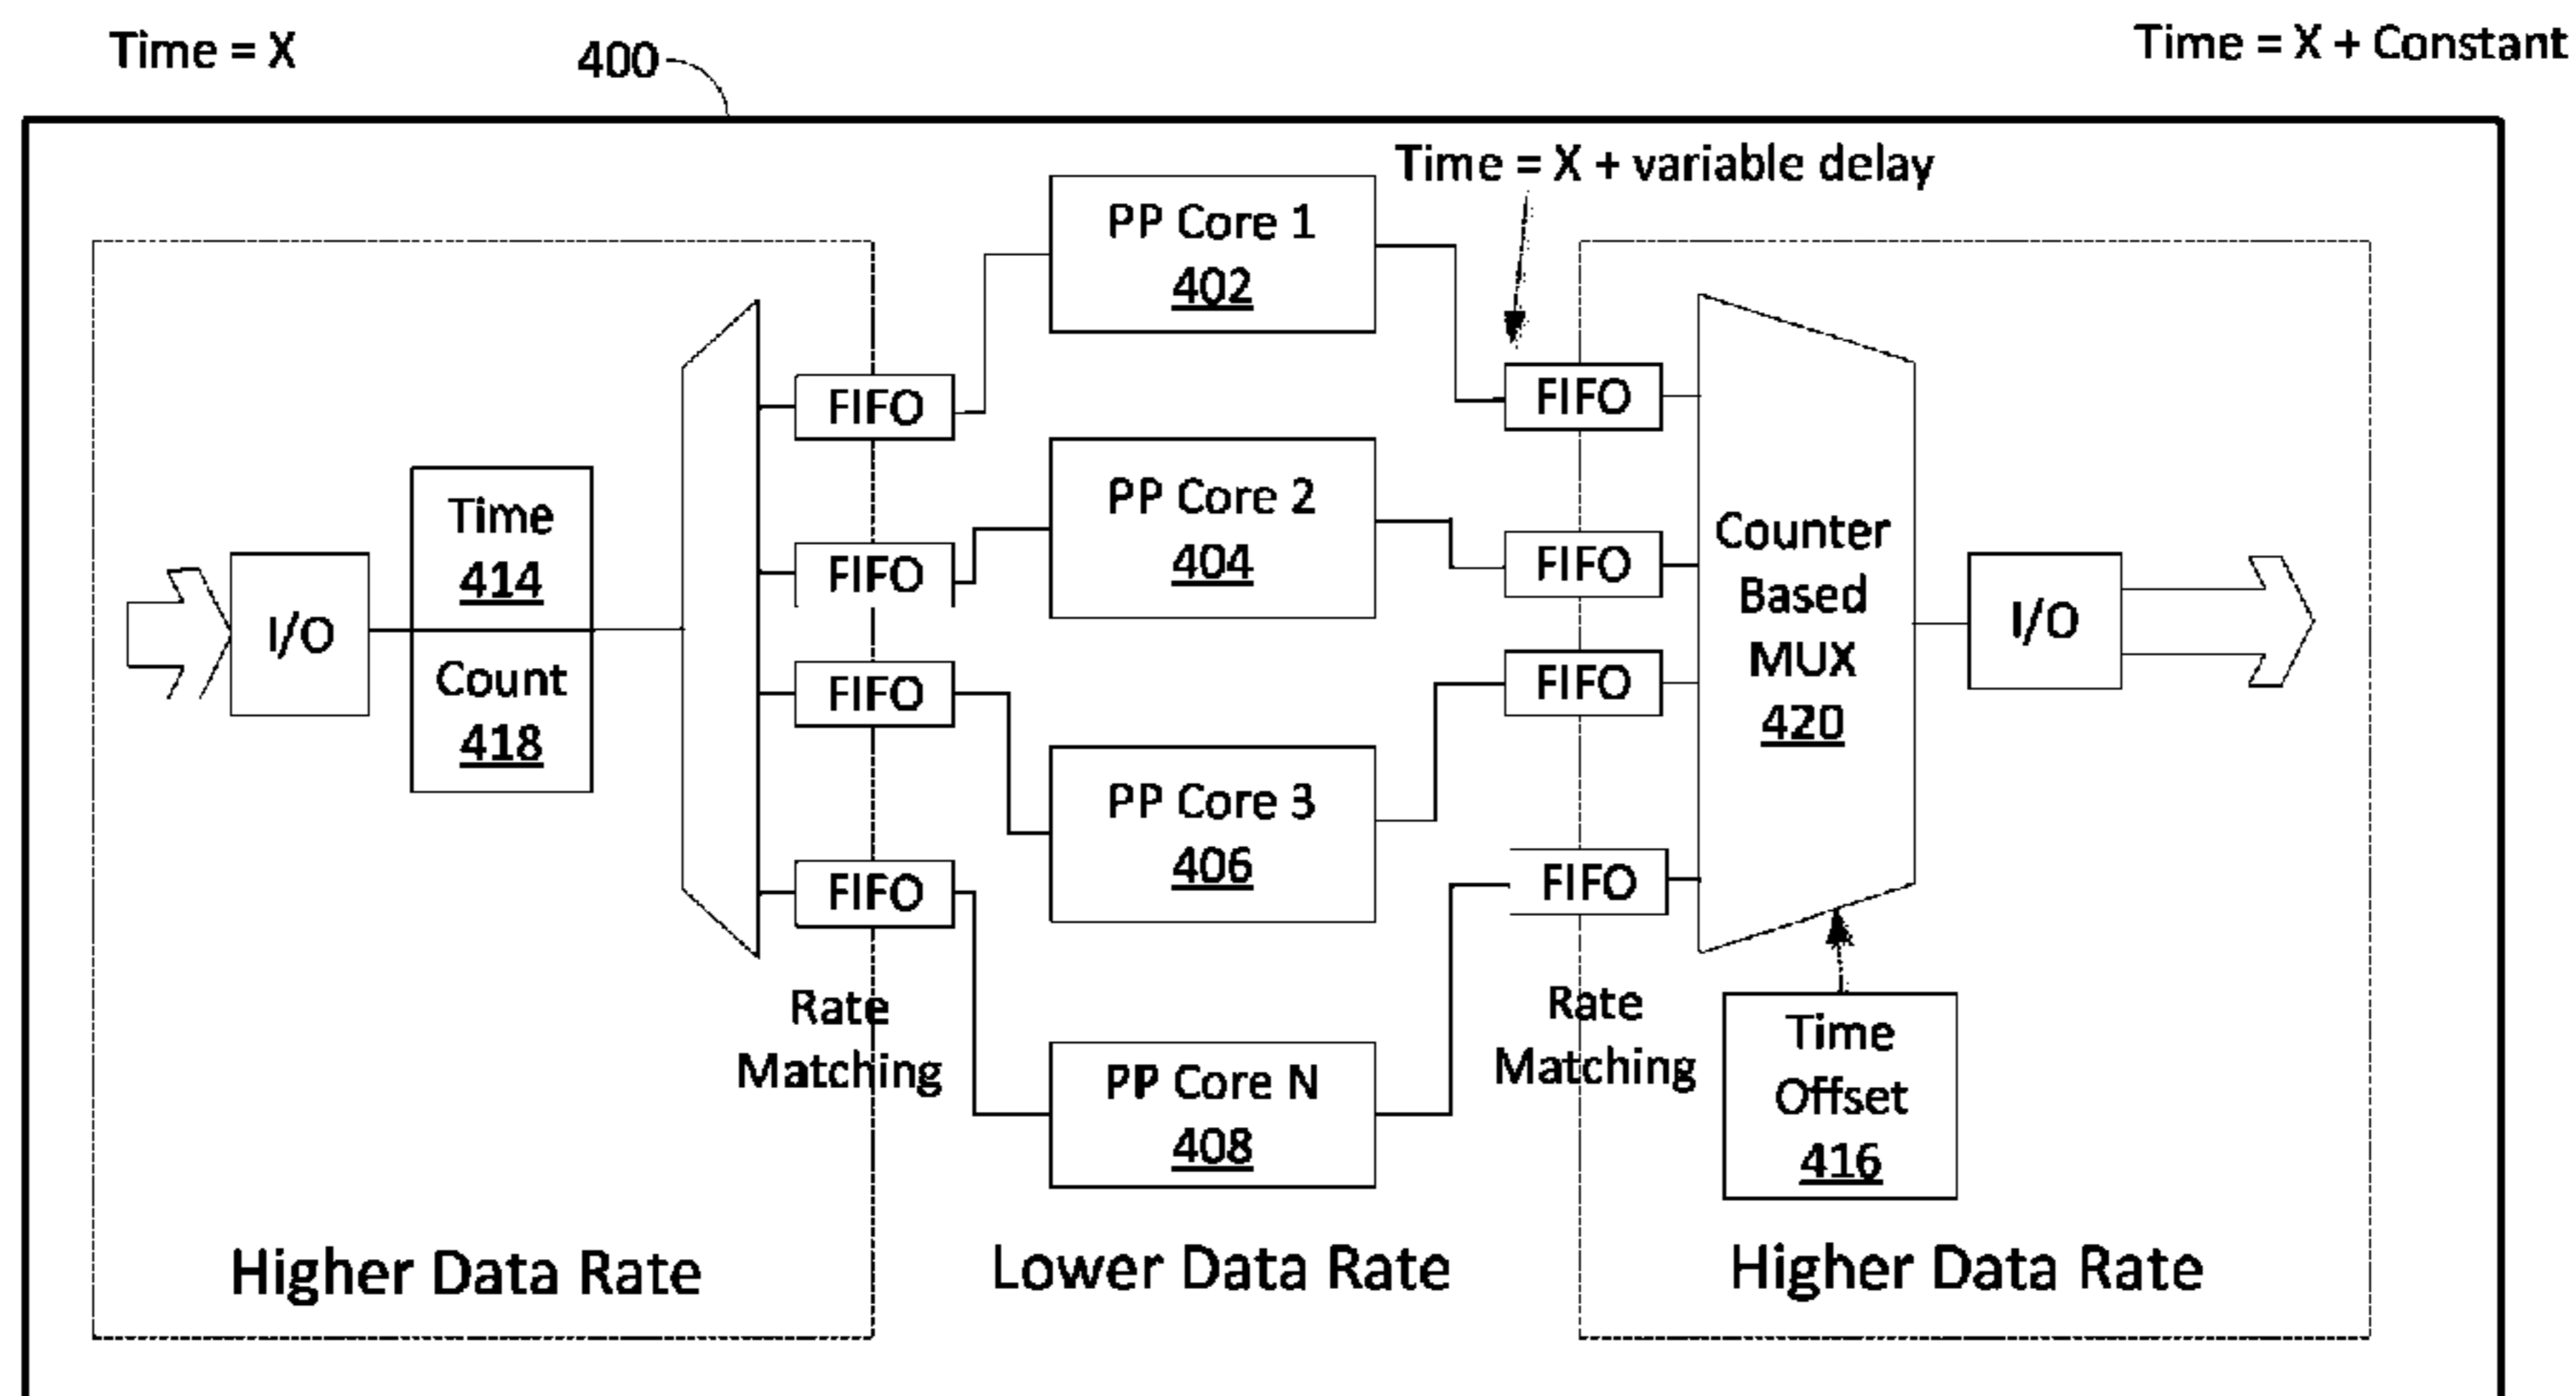 Time = X
400
Time = X + Constant
Time = X + variable delay
I/O
Time
414
Count
418
FIFO
FIFO
FIFO
FIFO
Rate
Matching
PP Core 1
402
PP Core 2
404
PP Core 3
406
PP Core N
408
FIFO
FIFO
FIFO
FIFO
Rate
Matching
Counter
Based
MUX
420
Time
Offset
416
I/O
Higher Data Rate
Lower Data Rate
Higher Data Rate